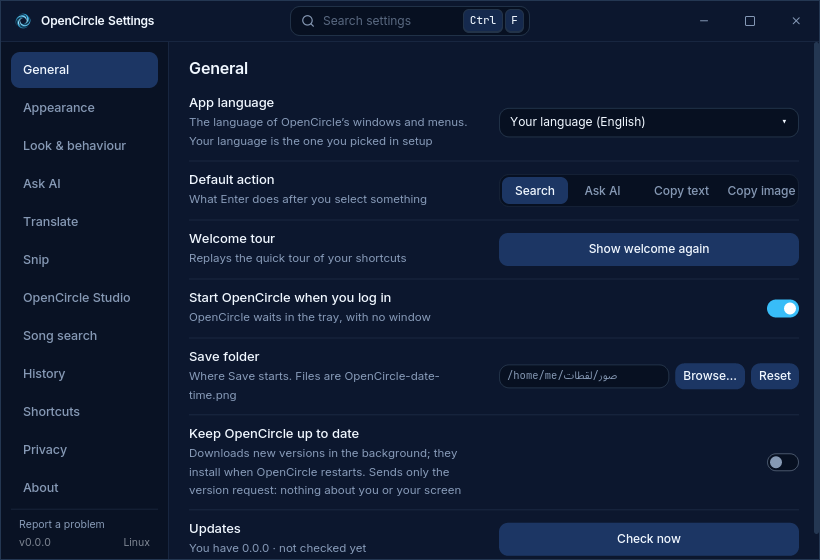 OpenCircle Settings
Search settings
Ctrl F
General
Appearance
Look & behaviour
Ask AI
Translate
Snip
OpenCircle Studio
Song search
History
Shortcuts
Privacy
About
Report a problem
v0.0.0 Linux
General
App language
The language of OpenCircle's windows and menus.
Your language is the one you picked in setup
Your language (English)
Default action
What Enter does after you select something
Search Ask AI Copy text Copy image
Welcome tour
Replays the quick tour of your shortcuts
Show welcome again
Start OpenCircle when you log in
OpenCircle waits in the tray, with no window
Save folder
Where Save starts. Files are OpenCircle-date-
time.png
/home/me/صور/لقطات
Browse... Reset
Keep OpenCircle up to date
Downloads new versions in the background; they
install when OpenCircle restarts. Sends only the
version request: nothing about you or your screen
Updates
You have 0.0.0 · not checked yet
Check now